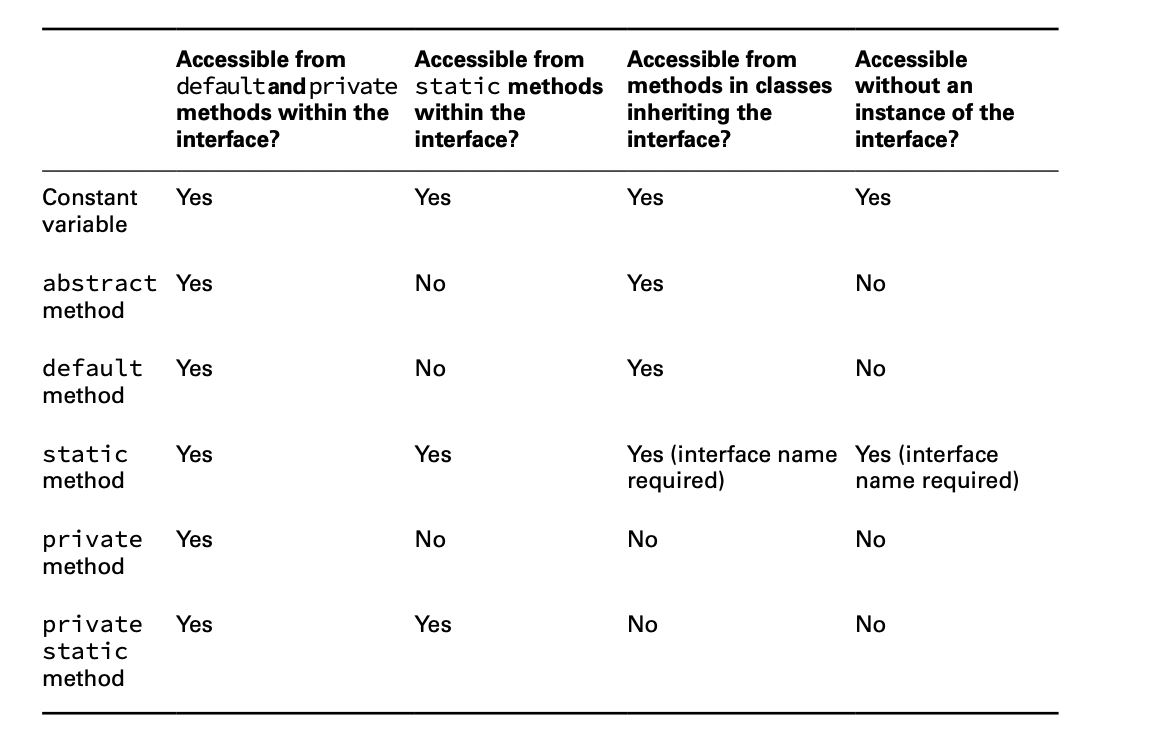 Accessible from default and private methods within the interface?
Accessible from static methods within the interface?
Accessible from methods in classes inheriting the interface?
Accessible without an instance of the interface?
Constant variable
Yes
Yes
Yes
Yes
abstract method
Yes
No
Yes
No
default method
Yes
No
Yes
No
static method
Yes
Yes
Yes (interface name required)
Yes (interface name required)
private method
Yes
No
No
No
private static method
Yes
Yes
No
No